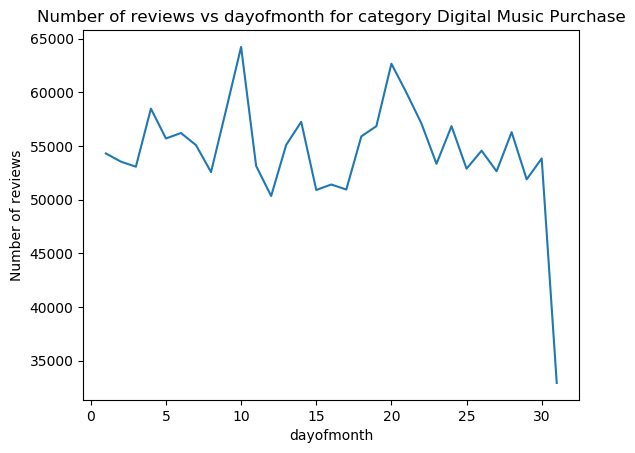 Number of reviews vs dayofmonth for category Digital Music Purchase
65000
60000
55000
50000
45000
40000
35000
Number of reviews
0 5 10 15 20 25 30
dayofmonth